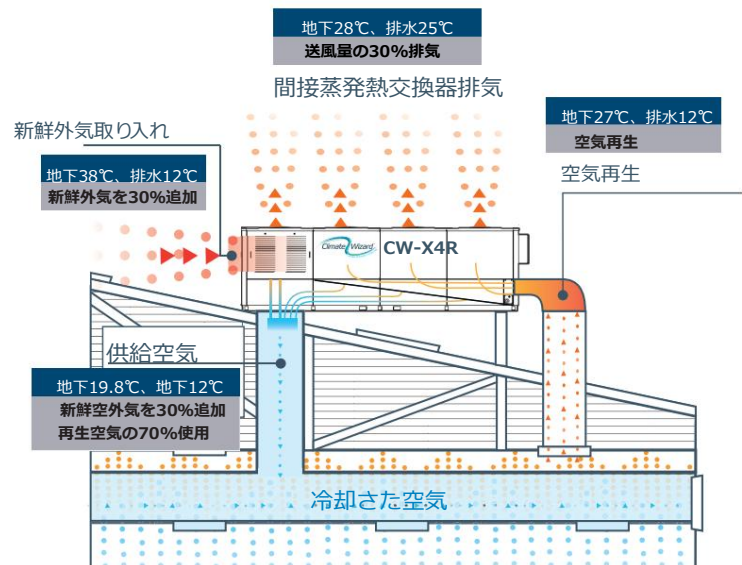 地下28℃、排水25℃
送風量の30%排気
間接蒸発熱交換器排気
地下27℃、排水12℃
空気再生
空気再生
新鮮外気取り入れ
地下38℃、排水12℃
新鮮外気を30%追加
Climate Wizard
CW-X4R
供給空気
地下19.8℃、地下12℃
新鮮空外気を30%追加
再生空気の70%使用
冷却さた空気